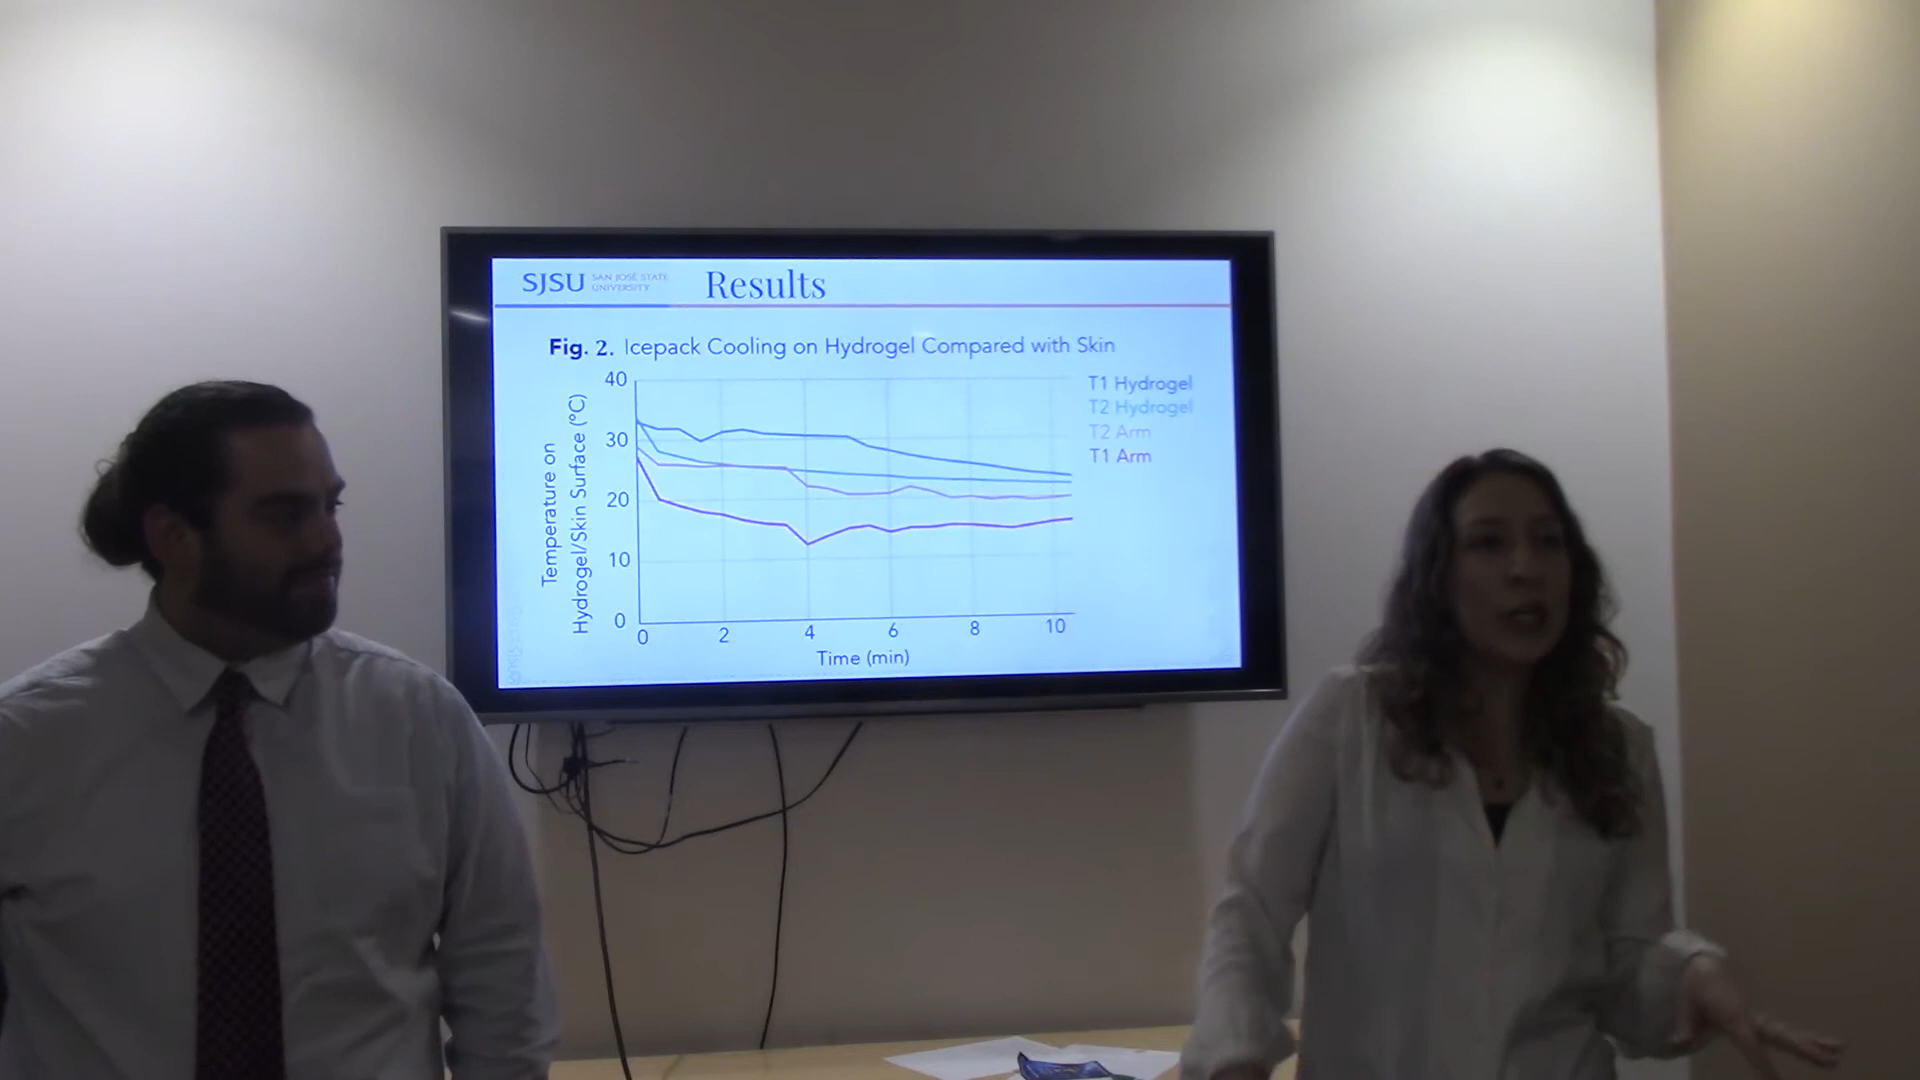 SJSU
SAN JOSÉ STATE
UNIVERSITY
Results
Fig. 2. Icepack Cooling on Hydrogel Compared with Skin
Temperature on
Hydrogel/Skin Surface (°C)
40
30
20
10
0
0 2 4 6 8 10
Time (min)
T1 Hydrogel
T2 Hydrogel
T2 Arm
T1 Arm